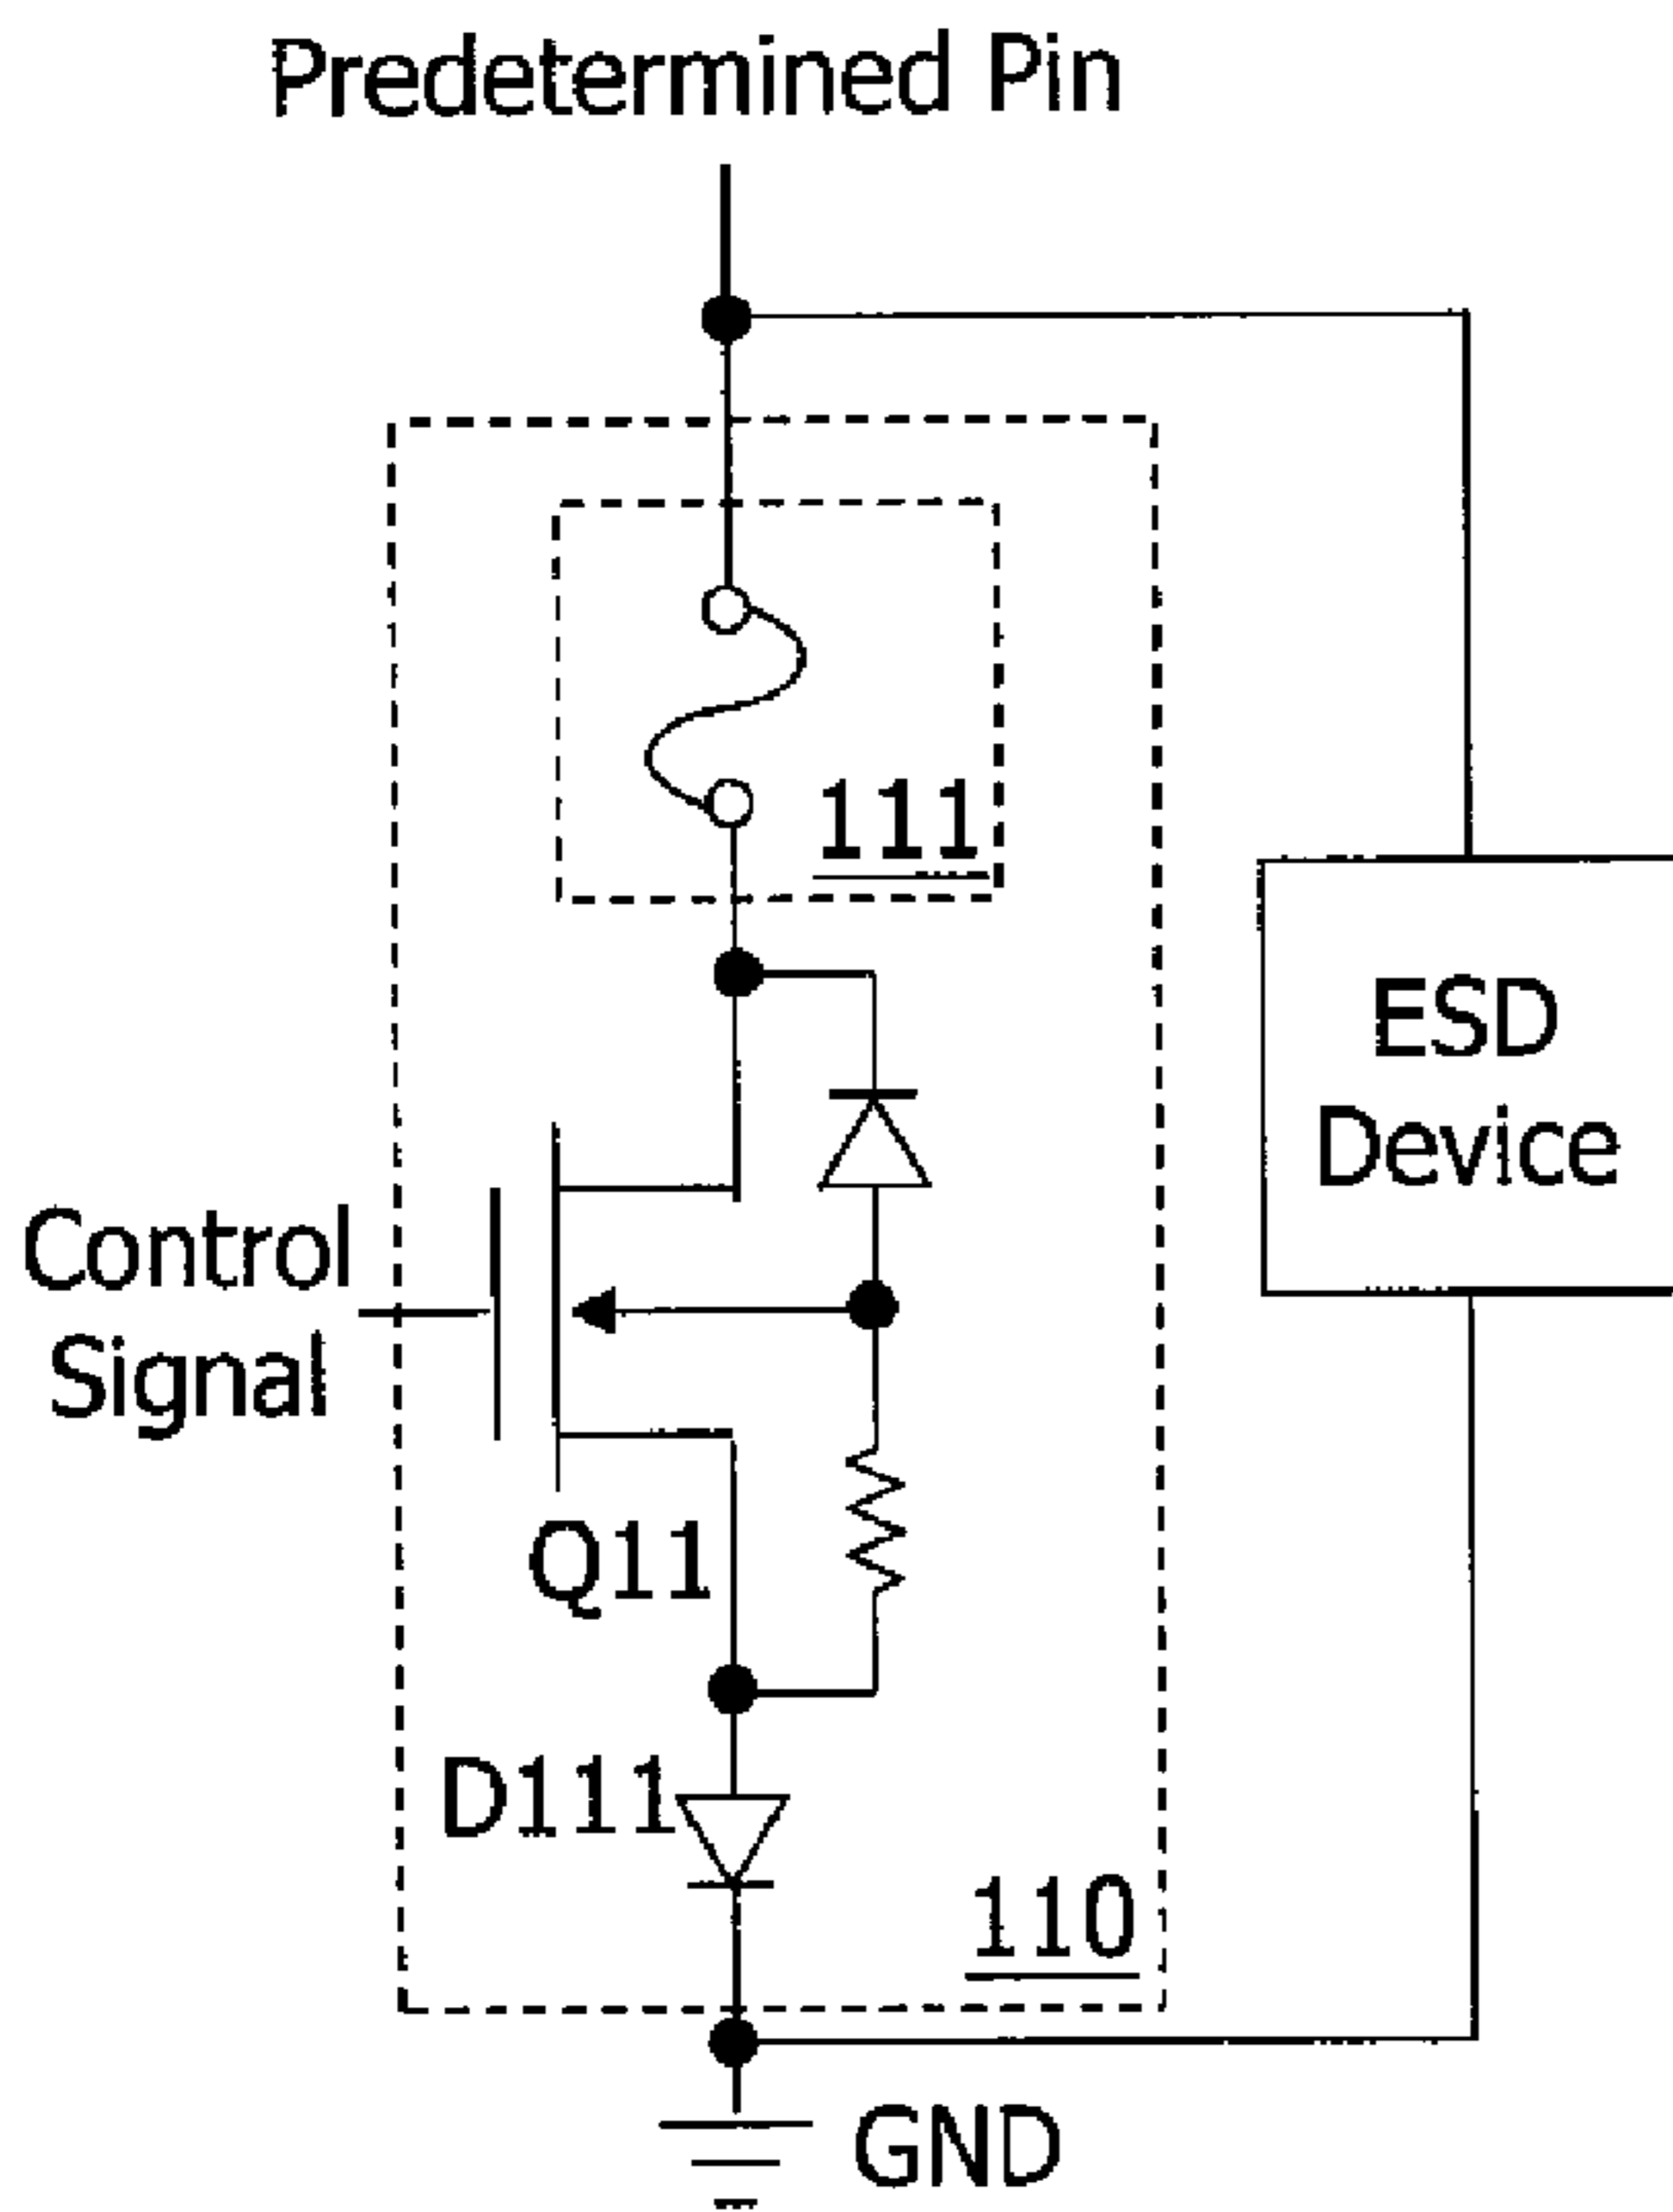 Predetermined Pin
111
ESD
Device
Control
Signal
Q11
D111
110
GND